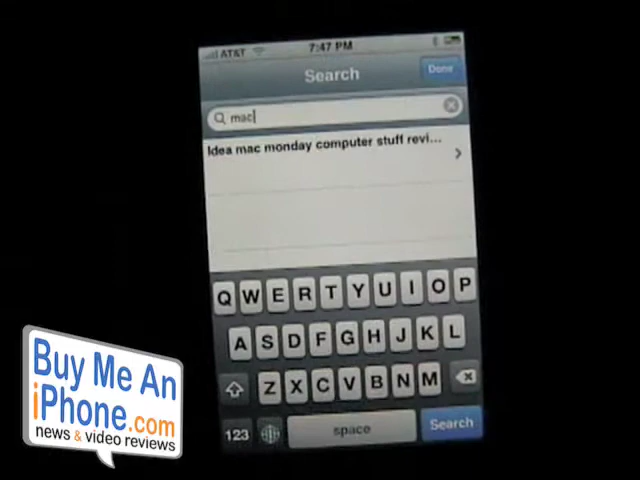 AT&T 7:47 PM
Search
Done
mac
Idea mac monday computer stuff revi...
Q W E R T Y U I O P
A S D F G H J K L
Z X C V B N M
123 space Search
Buy Me An
iPhone.com
news & video reviews